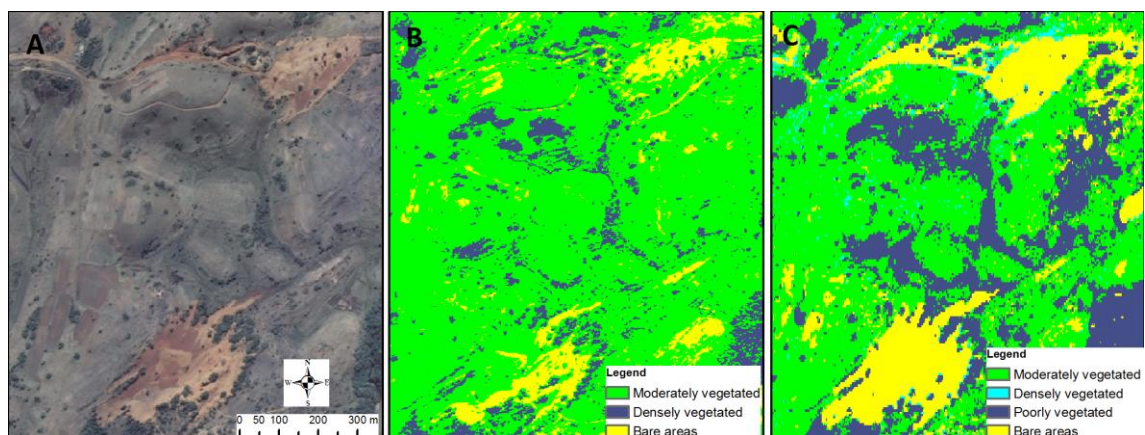 A
N
W E
S
0 50 100 200 300 m
B
Legend
Moderately vegetated
Densely vegetated
Bare areas
C
Legend
Moderately vegetated
Densely vegetated
Poorly vegetated
Bare areas